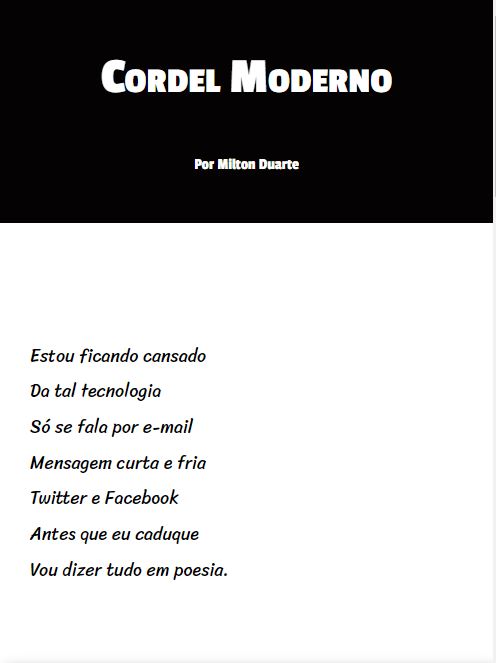 Cordel Moderno
Por Milton Duarte
Estou ficando cansado
Da tal tecnologia
Só se fala por e-mail
Mensagem curta e fria
Twitter e Facebook
Antes que eu caduque
Vou dizer tudo em poesia.